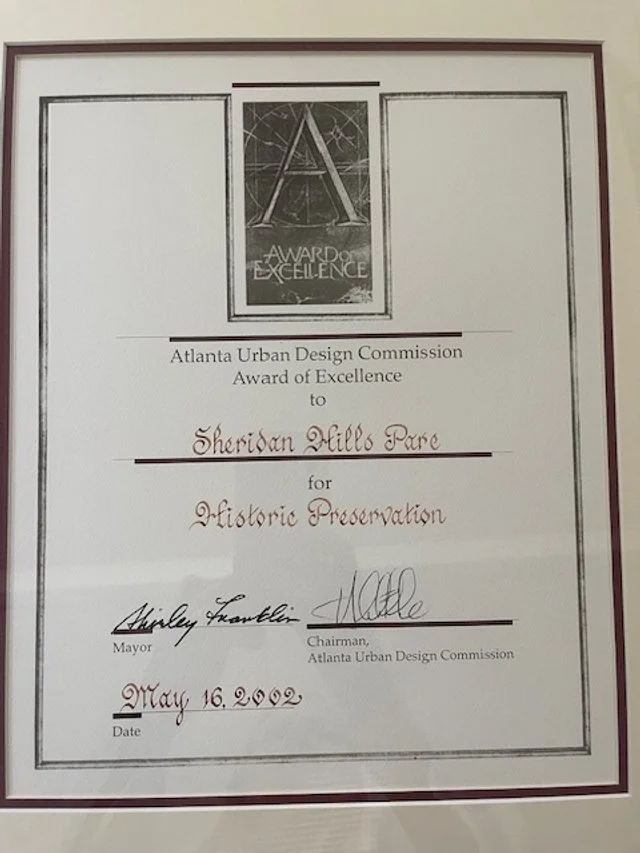 A
AWARD OF
EXCELLENCE
Atlanta Urban Design Commission
Award of Excellence
to
Sheridan Hills Parc
for
Historic Preservation
Shirley Franklin
Mayor
Chairman,
Atlanta Urban Design Commission
May 16, 2002
Date